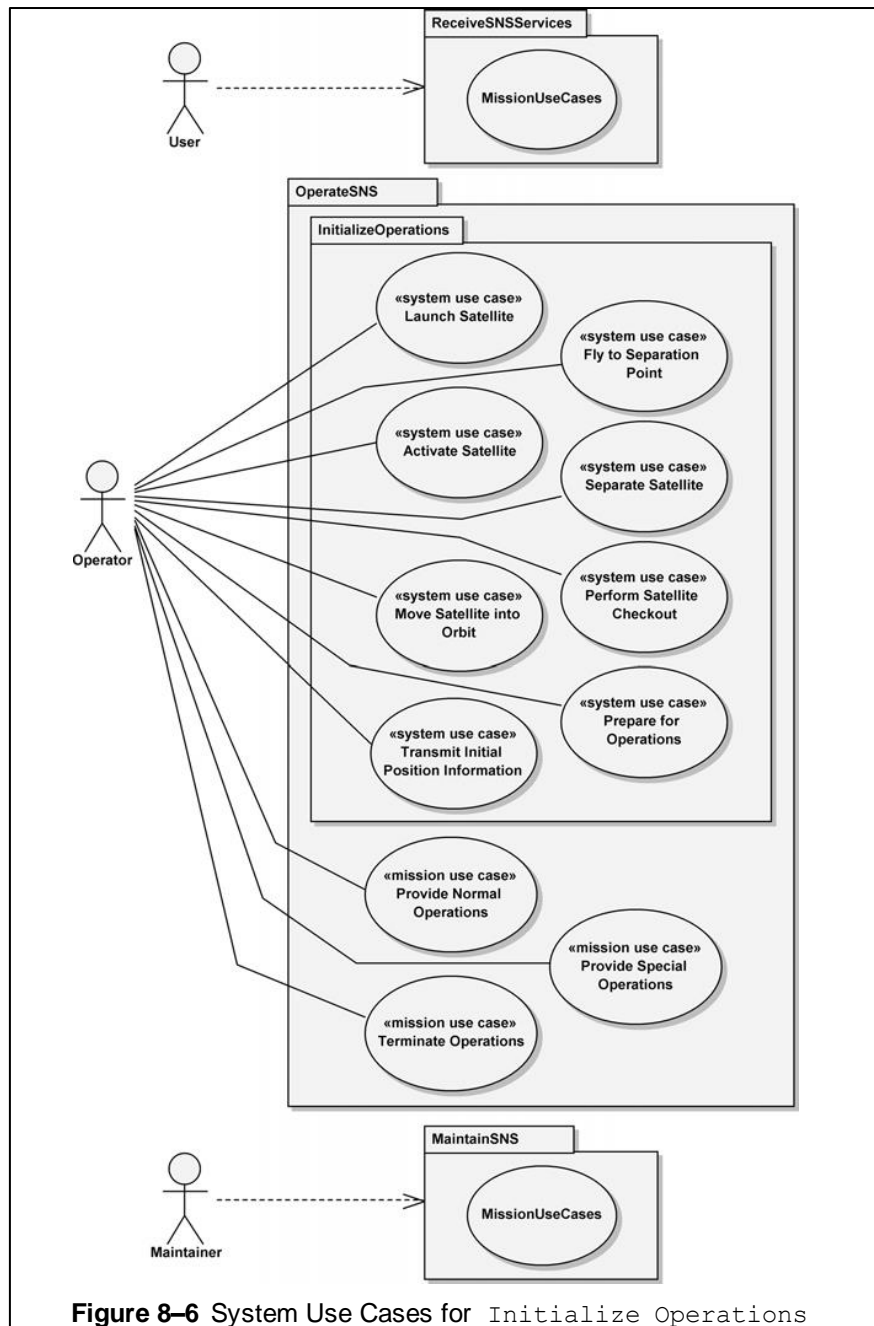 ReceiveSNSServices
MissionUseCases
User
OperateSNS
InitializeOperations
«system use case»
Launch Satellite
«system use case»
Fly to Separation
Point
«system use case»
Activate Satellite
«system use case»
Separate Satellite
Operator
«system use case»
Move Satellite into
Orbit
«system use case»
Perform Satellite
Checkout
«system use case»
Transmit Initial
Position Information
«system use case»
Prepare for
Operations
«mission use case»
Provide Normal
Operations
«mission use case»
Provide Special
Operations
«mission use case»
Terminate Operations
MaintainSNS
MissionUseCases
Maintainer
Figure 8–6 System Use Cases for Initialize Operations